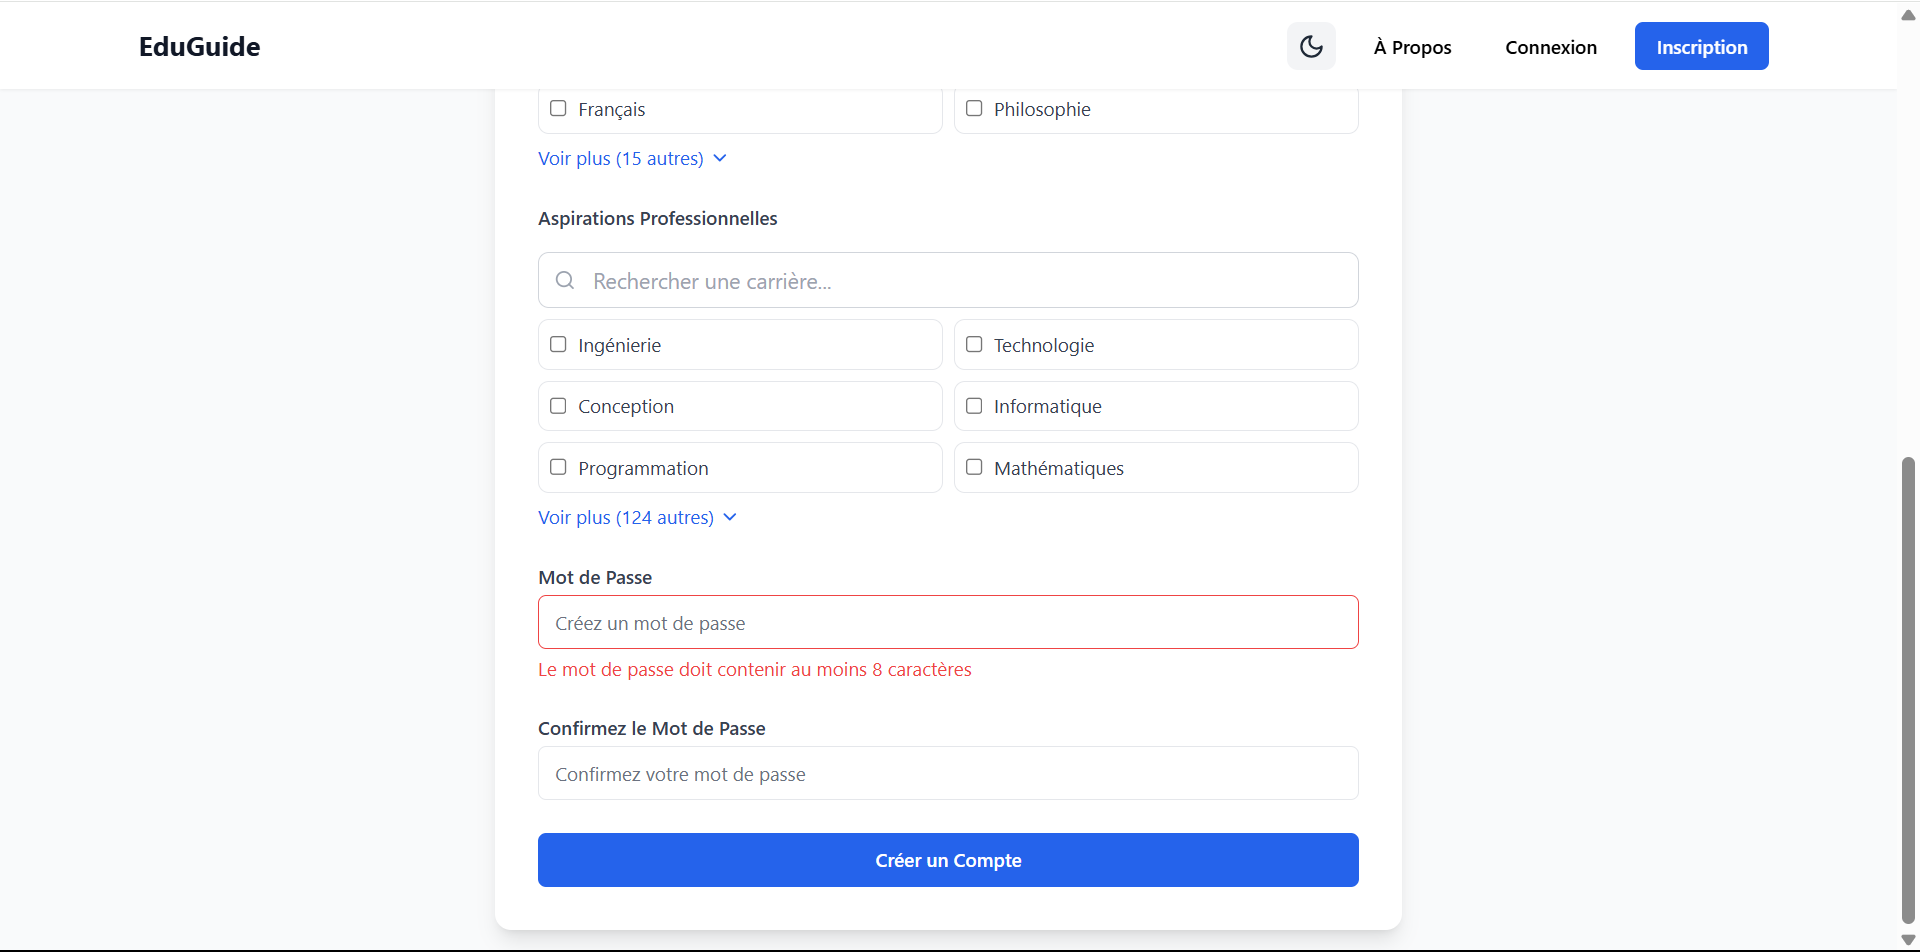 EduGuide
À Propos
Connexion
Inscription
Français
Philosophie
Voir plus (15 autres)
Aspirations Professionnelles
Rechercher une carrière...
Ingénierie
Technologie
Conception
Informatique
Programmation
Mathématiques
Voir plus (124 autres)
Mot de Passe
Créez un mot de passe
Le mot de passe doit contenir au moins 8 caractères
Confirmez le Mot de Passe
Confirmez votre mot de passe
Créer un Compte